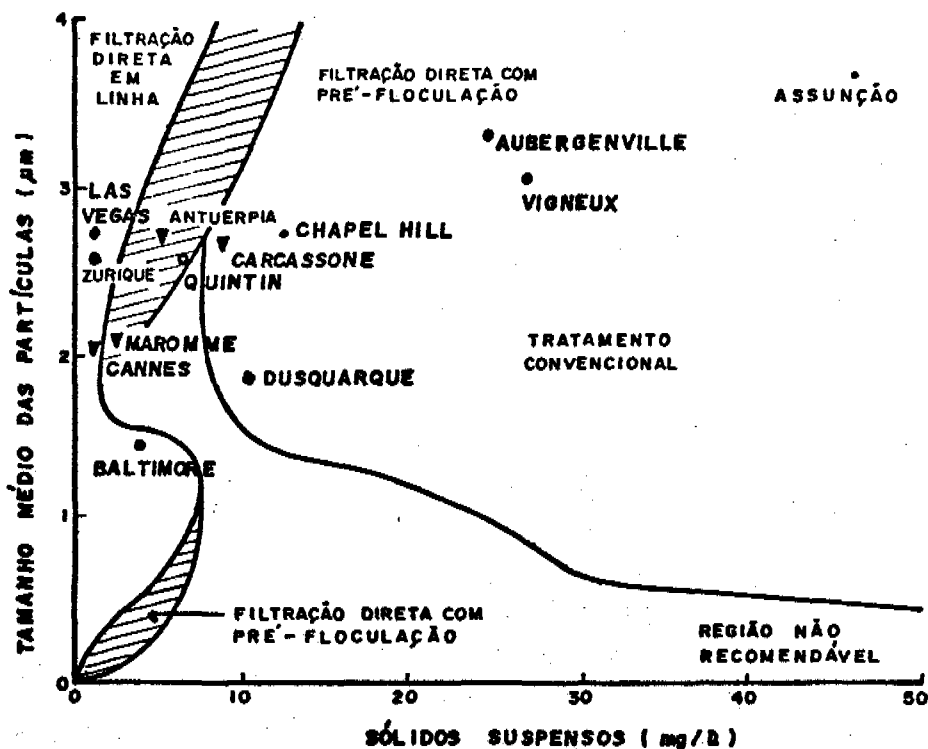 4
FILTRAÇÃO
DIRETA
EM
LINHA
FILTRAÇÃO DIRETA COM
PRÉ-FLOCULAÇÃO
ASSUNÇÃO
AUBERGENVILLE
VIGNEUX
3
LAS
VEGAS
ANTUERPIA
CHAPEL HILL
ZURIQUE
QUINTIN
CARCASSONE
2
MAROMME
CANNES
TRATAMENTO
CONVENCIONAL
DUSQUARQUE
BALTIMORE
1
FILTRAÇÃO DIRETA COM
PRÉ-FLOCULAÇÃO
REGIÃO NÃO
RECOMENDÁVEL
0
0 10 20 30 40 50
TAMANHO MÉDIO DAS PARTÍCULAS (µm)
SÓLIDOS SUSPENSOS (mg/ℓ)